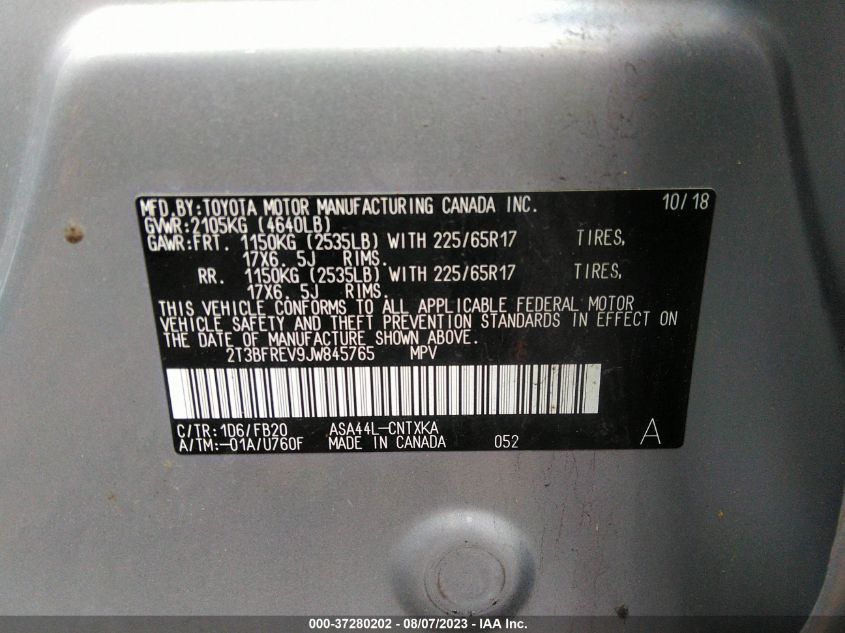 MFD.BY:TOYOTA MOTOR MANUFACTURING CANADA INC. 10/18
GVWR:2105KG (4640LB)
GAWR:FRT. 1150KG (2535LB) WITH 225/65R17 TIRES,
17X6. 5J RIMS.
RR. 1150KG (2535LB) WITH 225/65R17 TIRES,
17X6. 5J RIMS.
THIS VEHICLE CONFORMS TO ALL APPLICABLE FEDERAL MOTOR
VEHICLE SAFETY AND THEFT PREVENTION STANDARDS IN EFFECT ON
THE DATE OF MANUFACTURE SHOWN ABOVE.
2T3BFREV9JW845765 MPV
C/TR:1D6/FB20 ASA44L-CNTXKA
A/TM:-01A/U760F MADE IN CANADA 052 A
000-37280202 - 08/07/2023 - IAA Inc.